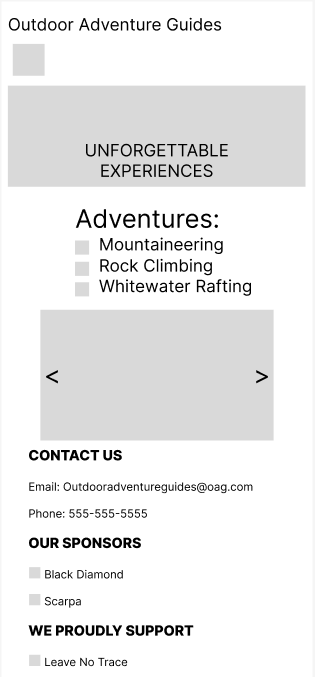 Outdoor Adventure Guides
UNFORGETTABLE
EXPERIENCES
Adventures:
Mountaineering
Rock Climbing
Whitewater Rafting
< >
CONTACT US
Email: Outdooradventureguides@oag.com
Phone: 555-555-5555
OUR SPONSORS
Black Diamond
Scarpa
WE PROUDLY SUPPORT
Leave No Trace